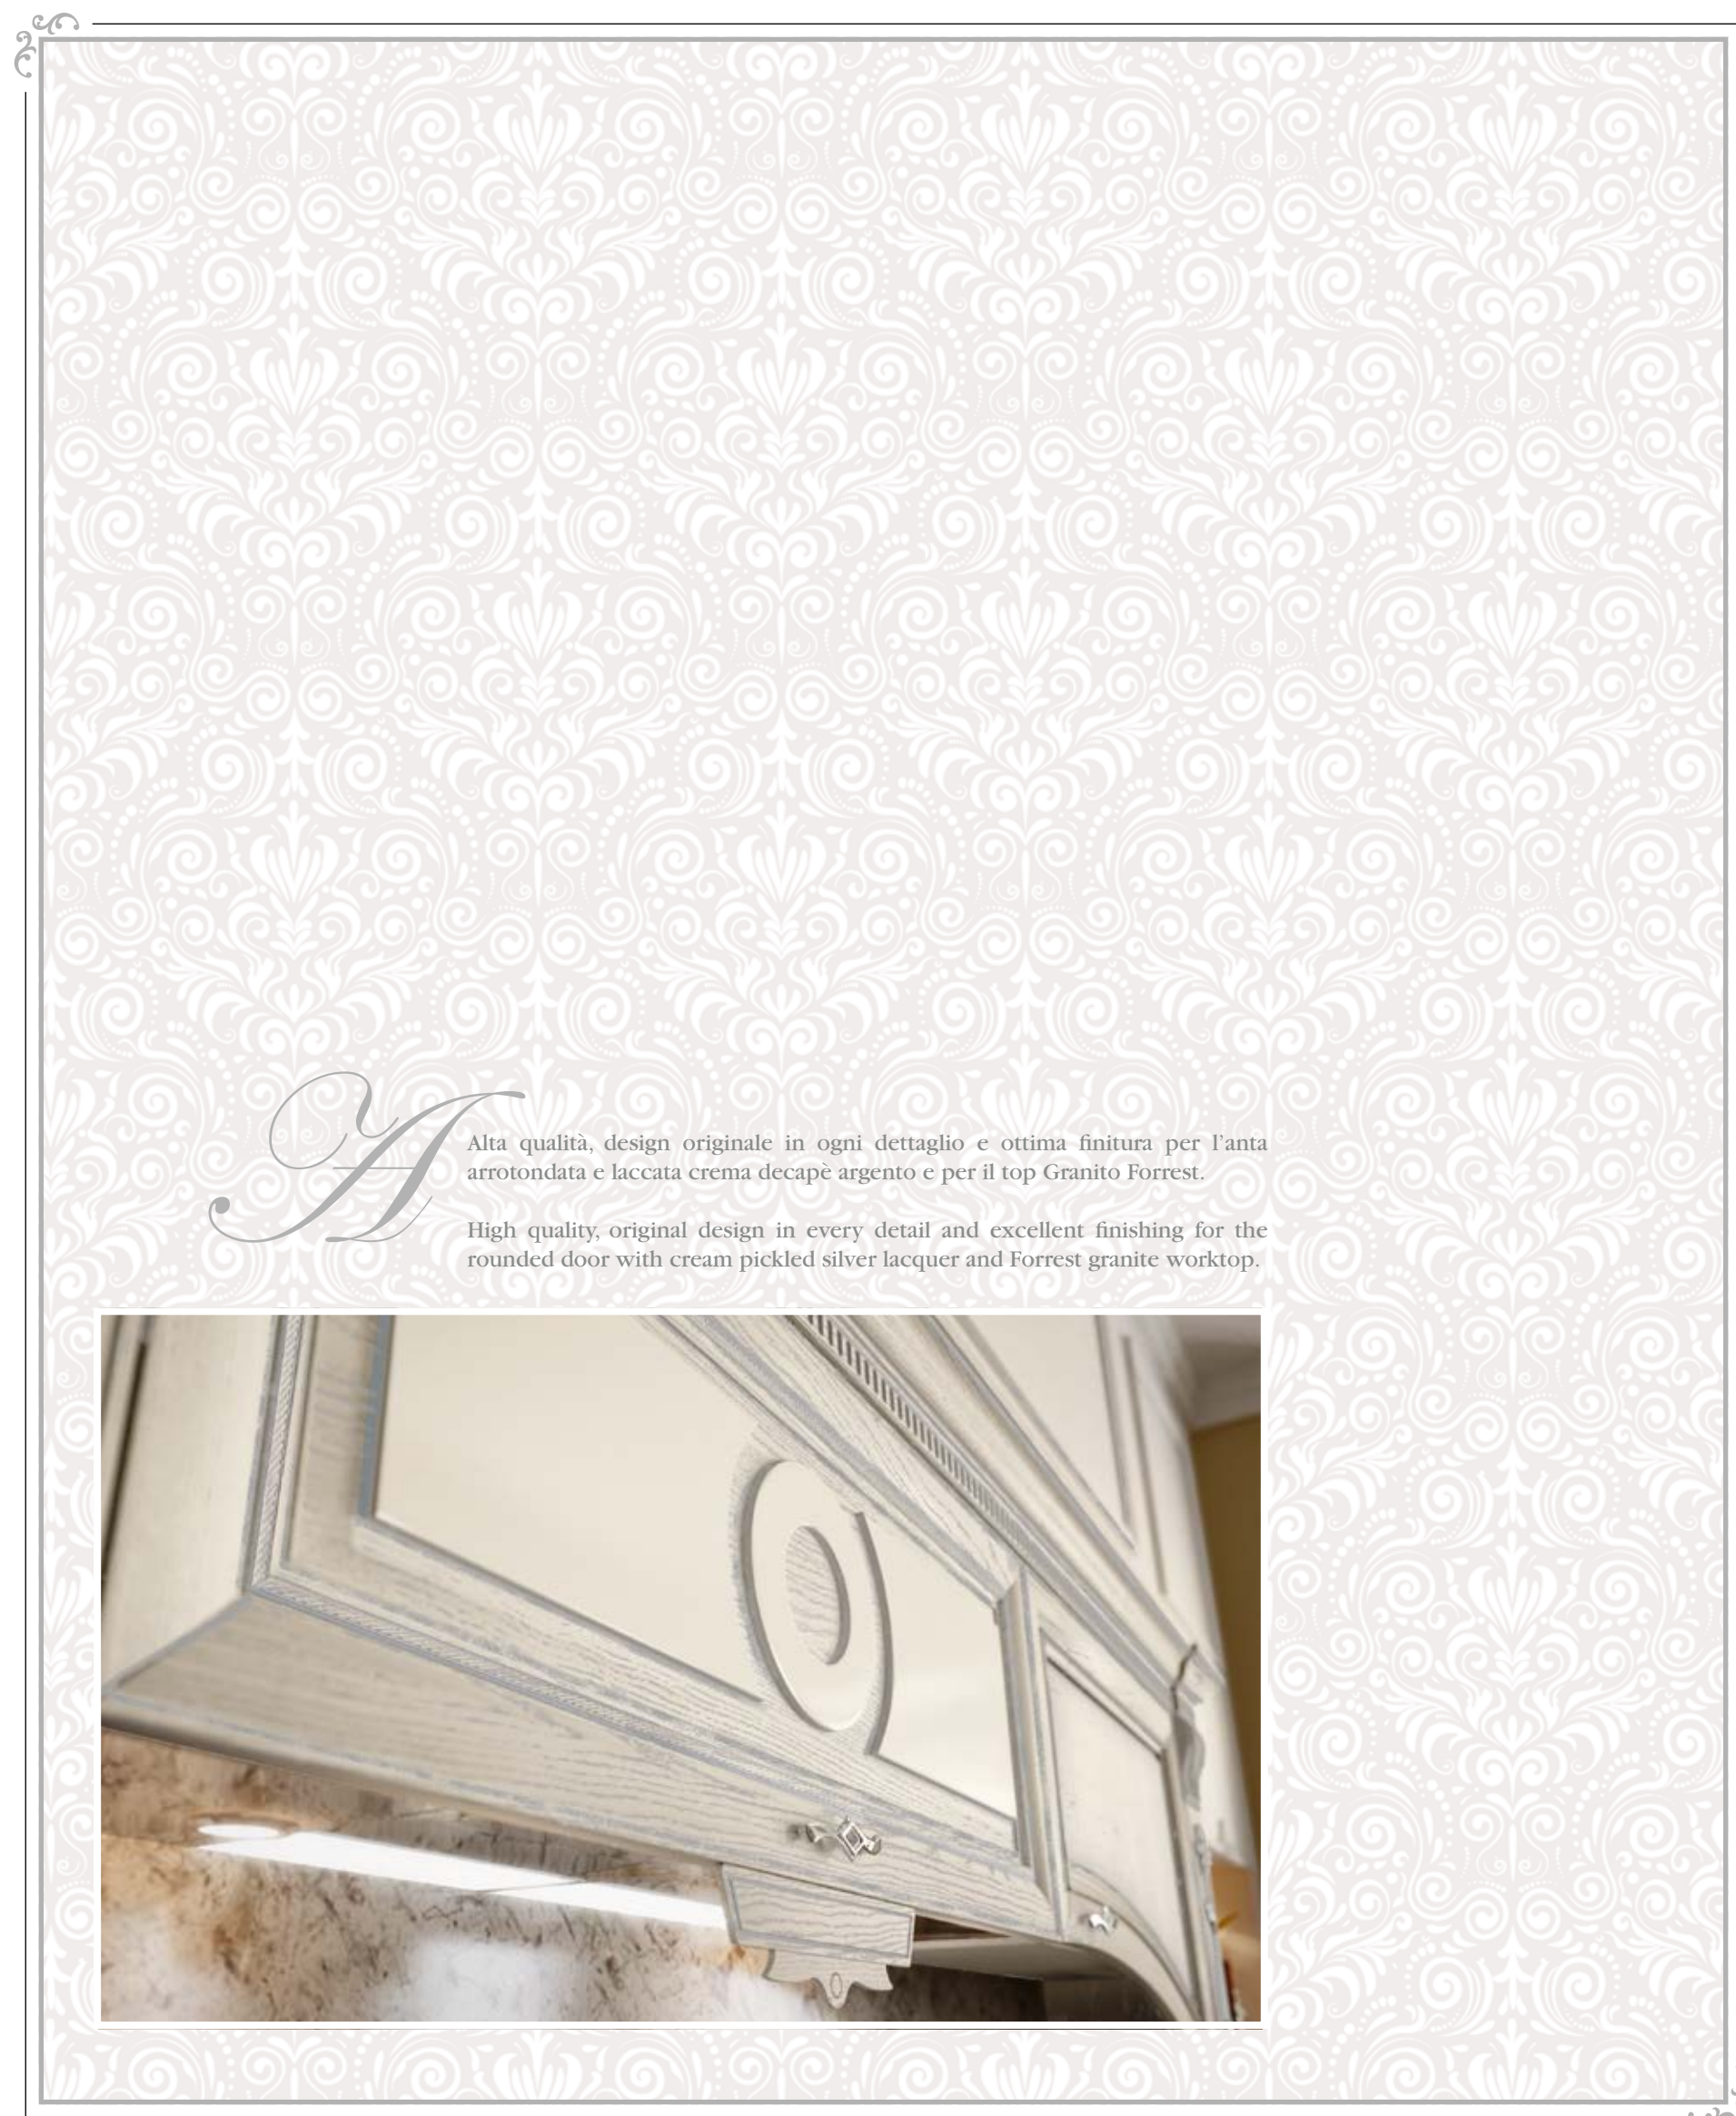 A
Alta qualità, design originale in ogni dettaglio e ottima finitura per l'anta
arrotondata e laccata crema decapè argento e per il top Granito Forrest.
High quality, original design in every detail and excellent finishing for the
rounded door with cream pickled silver lacquer and Forrest granite worktop.